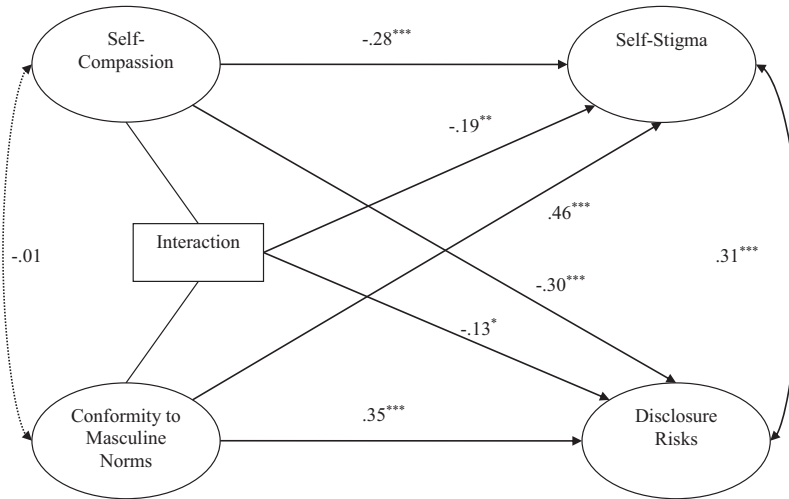 Self-
Compassion
-.28***
Self-Stigma
-.19**
.46***
Interaction
-.01
.31***
-.30***
-.13*
Conformity to
Masculine
Norms
.35***
Disclosure
Risks